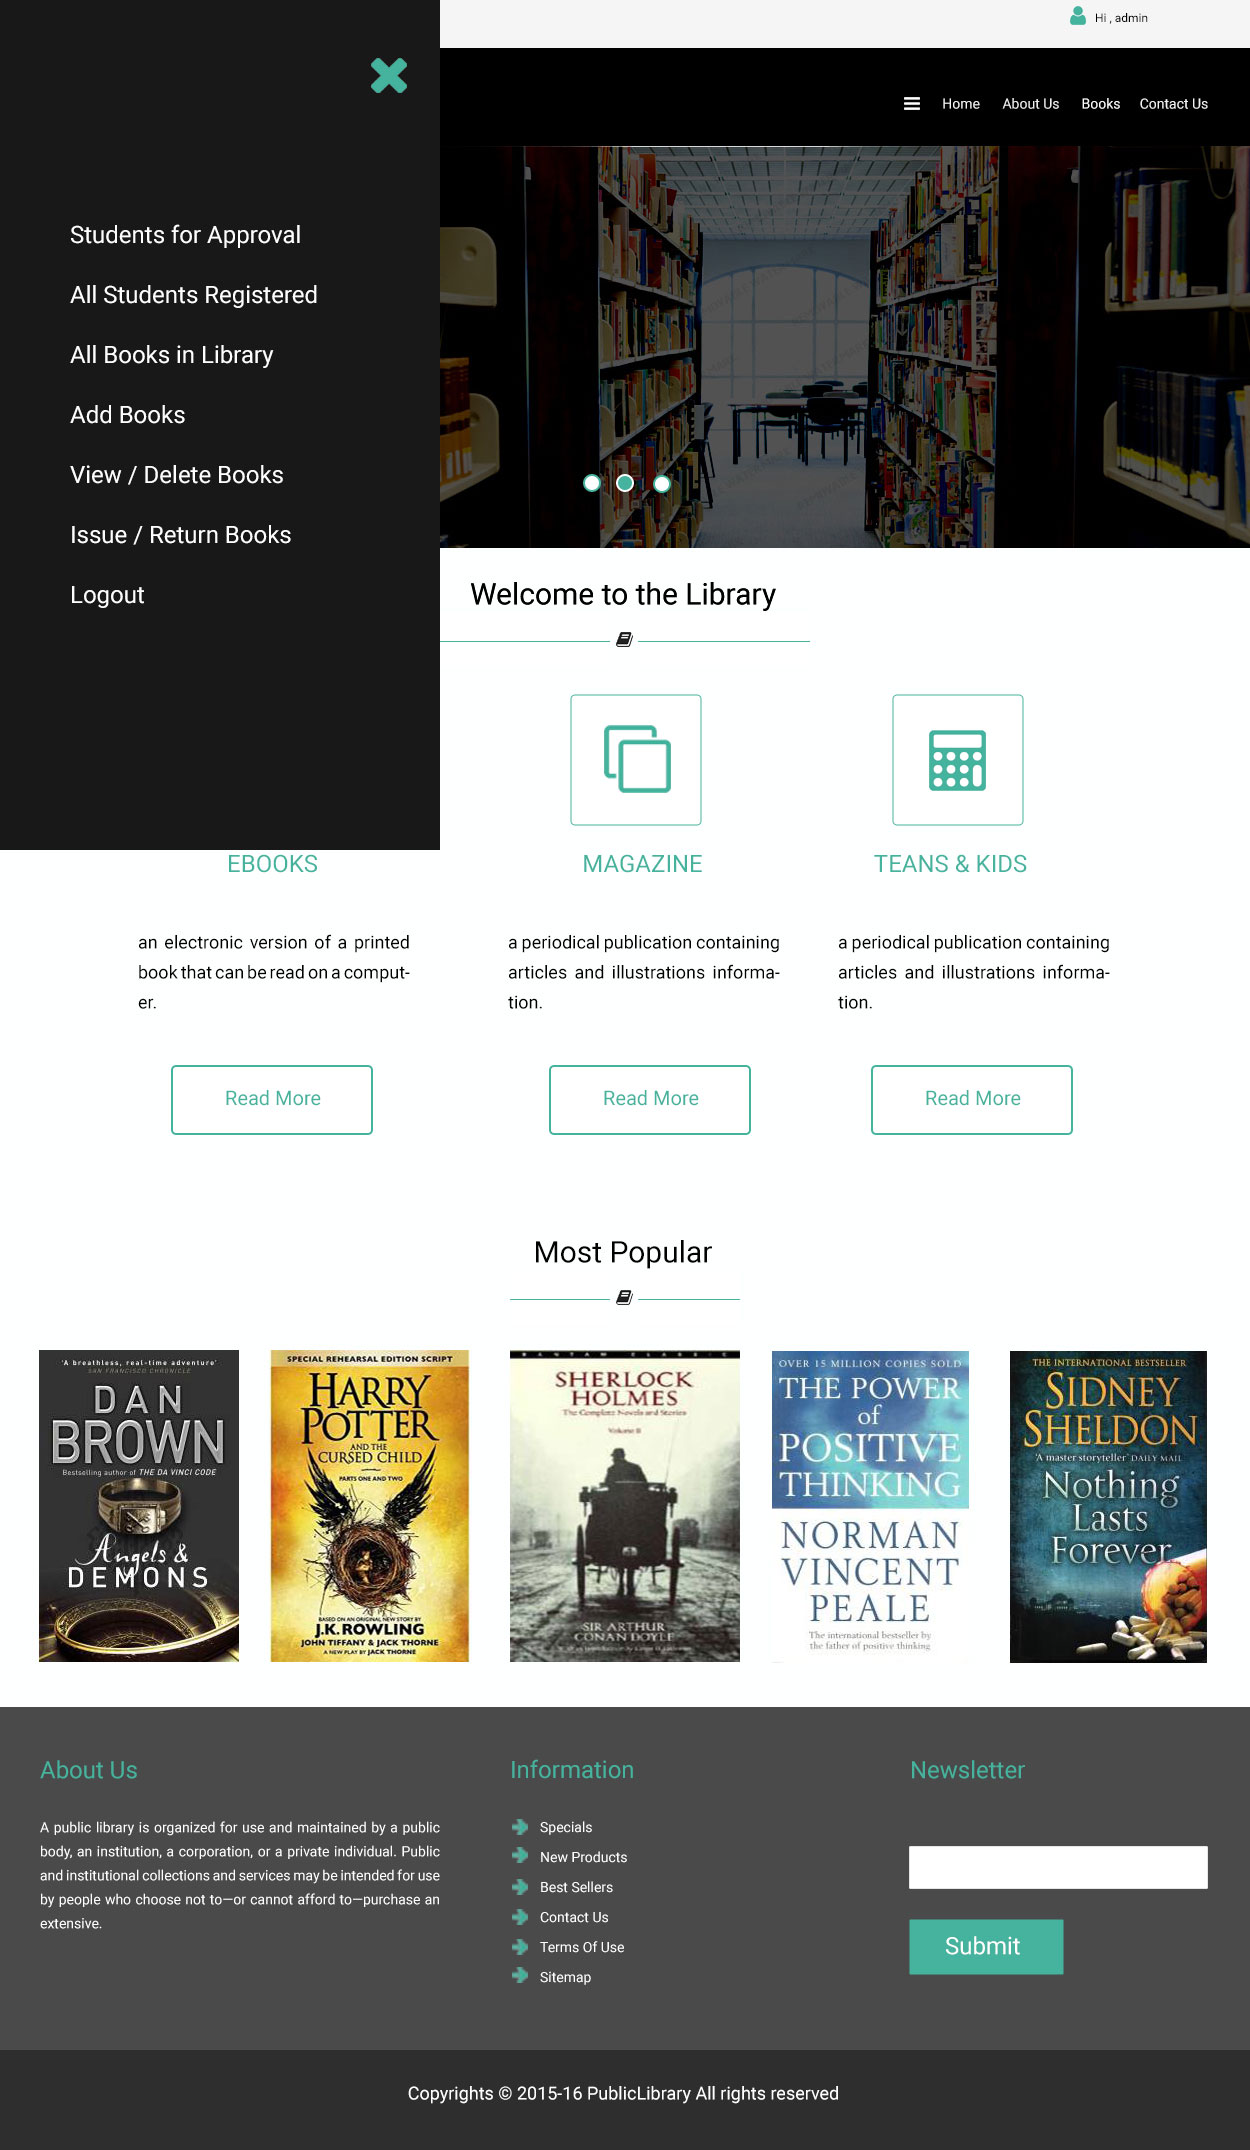 Hi , admin
Home About Us Books Contact Us
Students for Approval
All Students Registered
All Books in Library
Add Books
View / Delete Books
Issue / Return Books
Logout
Welcome to the Library
EBOOKS
an electronic version of a printed
book that can be read on a comput-
er.
Read More
MAGAZINE
a periodical publication containing
articles and illustrations informa-
tion.
Read More
TEANS & KIDS
a periodical publication containing
articles and illustrations informa-
tion.
Read More
Most Popular
'A breathless, real-time adventure'
SAN FRANCISCO CHRONICLE
DAN
BROWN
Bestselling author of THE DA VINCI CODE
Angels &
DEMONS
SPECIAL REHEARSAL EDITION SCRIPT
HARRY
POTTER
AND THE
CURSED CHILD
PARTS ONE AND TWO
BASED ON AN ORIGINAL NEW STORY BY
J.K. ROWLING
JOHN TIFFANY & JACK THORNE
A NEW PLAY BY JACK THORNE
BANTAM CLASSIC
SHERLOCK
HOLMES
The Complete Novels and Stories
Volume II
SIR ARTHUR
CONAN DOYLE
OVER 15 MILLION COPIES SOLD
THE POWER
of
POSITIVE
THINKING
NORMAN
VINCENT
PEALE
The international bestseller by
the father of positive thinking
THE INTERNATIONAL BESTSELLER
SIDNEY
SHELDON
'A master storyteller' DAILY MAIL
Nothing
Lasts
Forever
About Us
A public library is organized for use and maintained by a public
body, an institution, a corporation, or a private individual. Public
and institutional collections and services may be intended for use
by people who choose not to—or cannot afford to—purchase an
extensive.
Information
Specials
New Products
Best Sellers
Contact Us
Terms Of Use
Sitemap
Newsletter
Submit
Copyrights © 2015-16 PublicLibrary All rights reserved